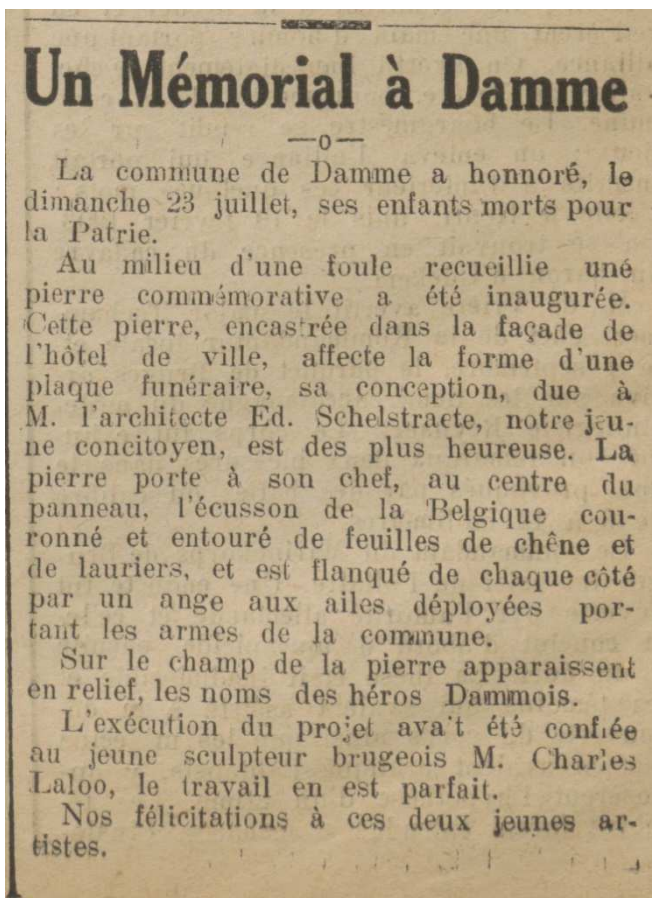 Un Mémorial à Damme
—o—
La commune de Damme a honnoré, le
dimanche 23 juillet, ses enfants morts pour
la Patrie.
Au milieu d'une foule recueillie uné
pierre commémorative a été inaugurée.
Cette pierre, encastrée dans la façade de
l'hôtel de ville, affecte la forme d'une
plaque funéraire, sa conception, due à
M. l'architecte Ed. Schelstraete, notre jeu-
ne concitoyen, est des plus heureuse. La
pierre porte à son chef, au centre du
panneau, l'écusson de la Belgique cou-
ronné et entouré de feuilles de chêne et
de lauriers, et est flanqué de chaque côté
par un ange aux ailes déployées por-
tant les armes de la commune.
Sur le champ de la pierre apparaissent
en relief, les noms des héros Dammois.
L'exécution du projet ava't été confiée
au jeune sculpteur brugeois M. Charles
Laloo, le travail en est parfait.
Nos félicitations à ces deux jeunes ar-
tistes.